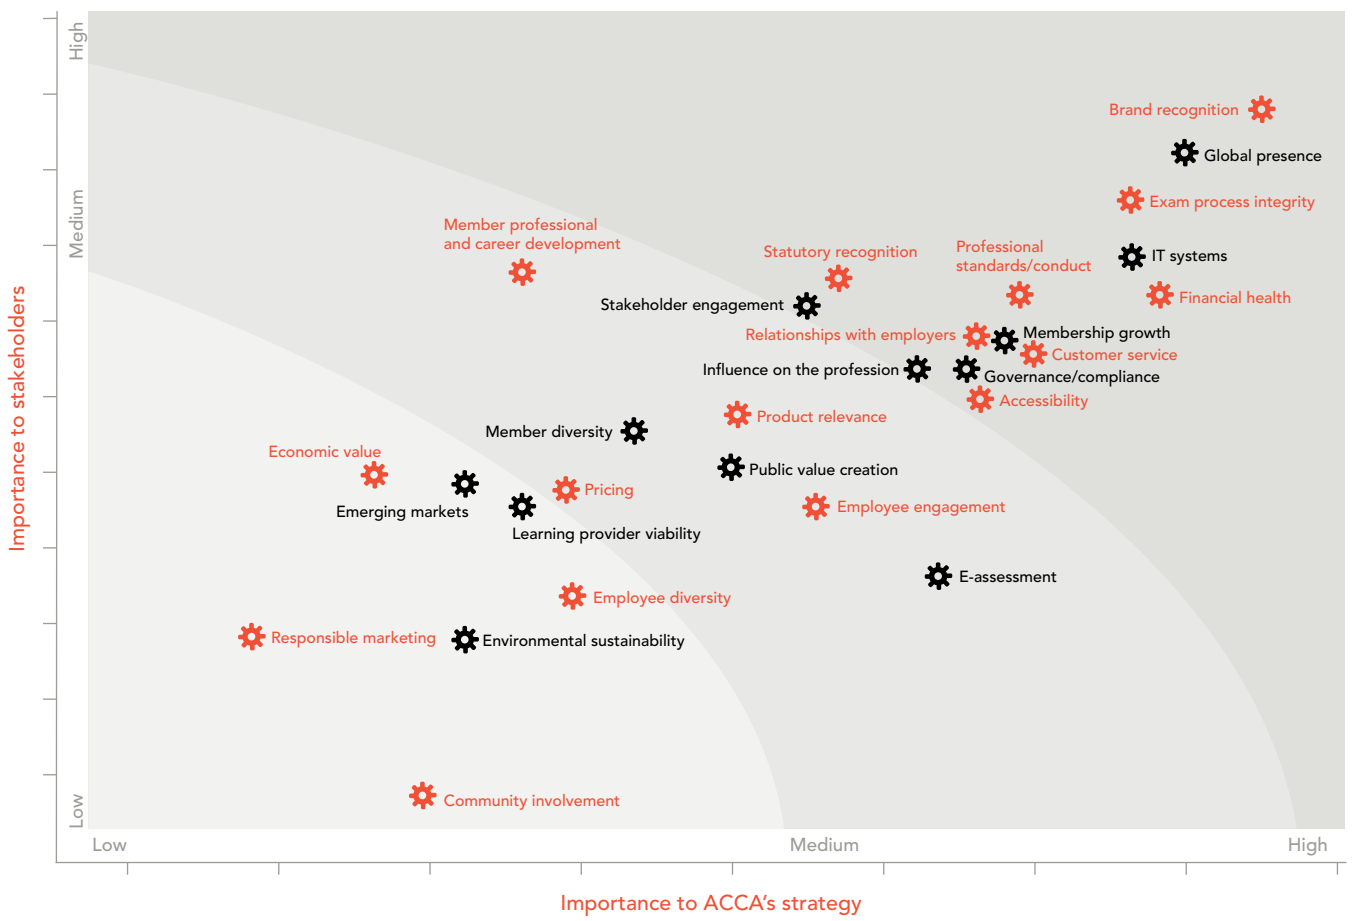 High
Brand recognition
Global presence
Medium
Exam process integrity
Member professional
and career development
Statutory recognition
Professional
standards/conduct
IT systems
Stakeholder engagement
Financial health
Importance to stakeholders
Relationships with employers
Membership growth
Customer service
Influence on the profession
Governance/compliance
Accessibility
Product relevance
Member diversity
Economic value
Public value creation
Pricing
Emerging markets
Employee engagement
Learning provider viability
E-assessment
Employee diversity
Responsible marketing
Environmental sustainability
Community involvement
Low
Low
Medium
High
Importance to ACCA's strategy